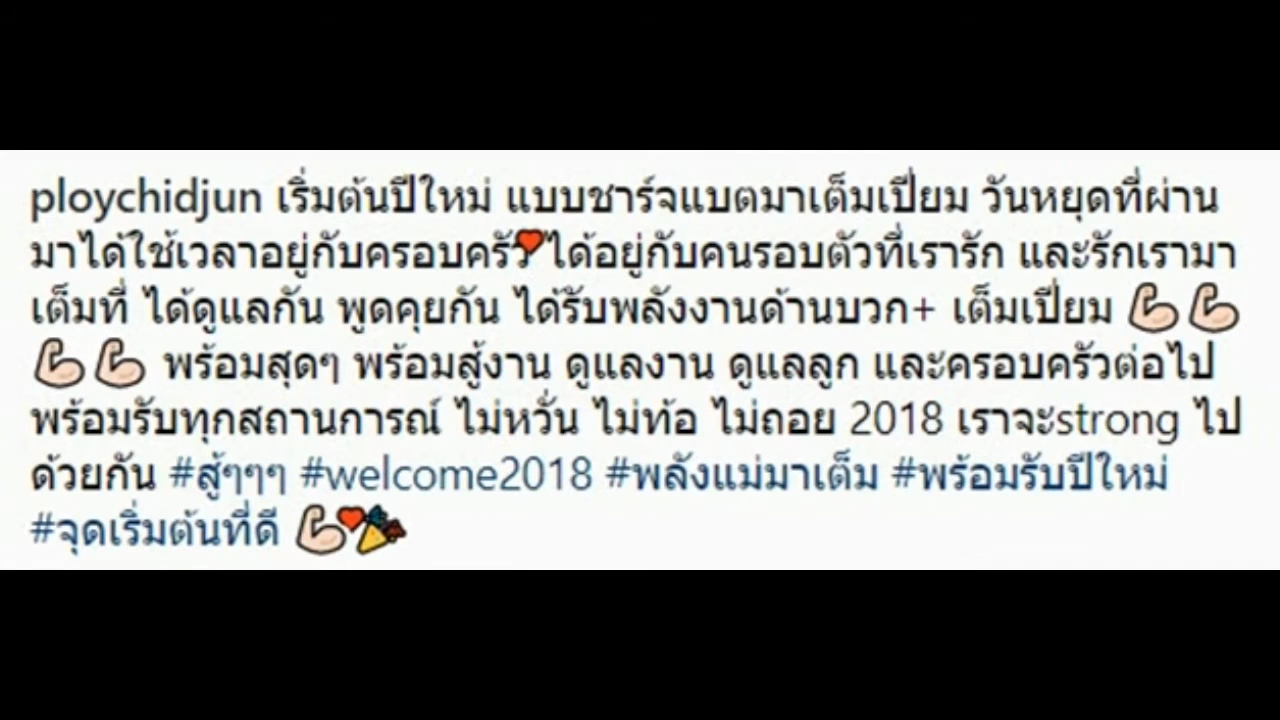 ploychidjun เริ่มต้นปีใหม่ แบบชาร์จแบตมาเต็มเปี่ยม วันหยุดที่ผ่าน
มาได้ใช้เวลาอยู่กับครอบครัว❤️ได้อยู่กับคนรอบตัวที่เรารัก และรักเรามา
เต็มที่ ได้ดูแลกัน พูดคุยกัน ได้รับพลังงานด้านบวก+ เต็มเปี่ยม 💪🏻💪🏻
💪🏻💪🏻 พร้อมสุดๆ พร้อมสู้งาน ดูแลงาน ดูแลลูก และครอบครัวต่อไป
พร้อมรับทุกสถานการณ์ ไม่หวั่น ไม่ท้อ ไม่ถอย 2018 เราจะstrong ไป
ด้วยกัน #สู้ๆๆๆ #welcome2018 #พลังแม่มาเต็ม #พร้อมรับปีใหม่
#จุดเริ่มต้นที่ดี 💪🏻❤️🎉